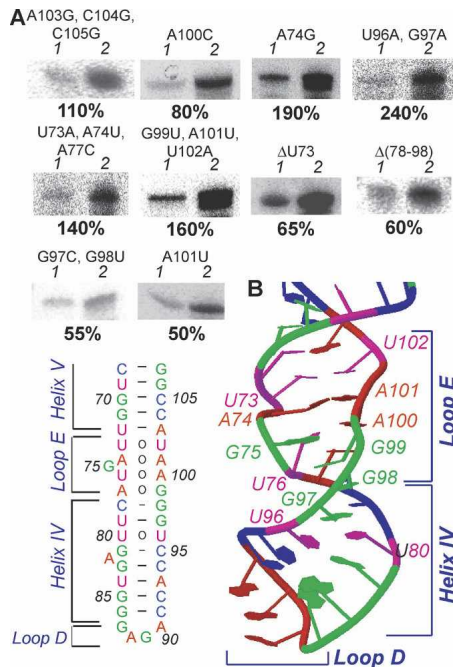 A
A103G, C104G,
C105G
1 2
110%
A100C
1 2
80%
A74G
1 2
190%
U96A, G97A
1 2
240%
U73A, A74U,
A77C
1 2
140%
G99U, A101U,
U102A
1 2
160%
ΔU73
1 2
65%
Δ(78-98)
1 2
60%
G97C, G98U
1 2
55%
A101U
1 2
50%
B
Helix V
Loop E
Helix IV
Loop D
C – G
U – G
70 G – C 105
G – C
U – A
U o U
A o A
75 G
U o A 100
A o G
C – G
U – G
80 U o U
G – C 95
G – C
A
U – A
85 G – C
G – C
G A
A G 90
U102
A101
A100
U73
A74
G75
G99
G98
U76
G97
U96
U80
Loop E
Helix IV
Loop D